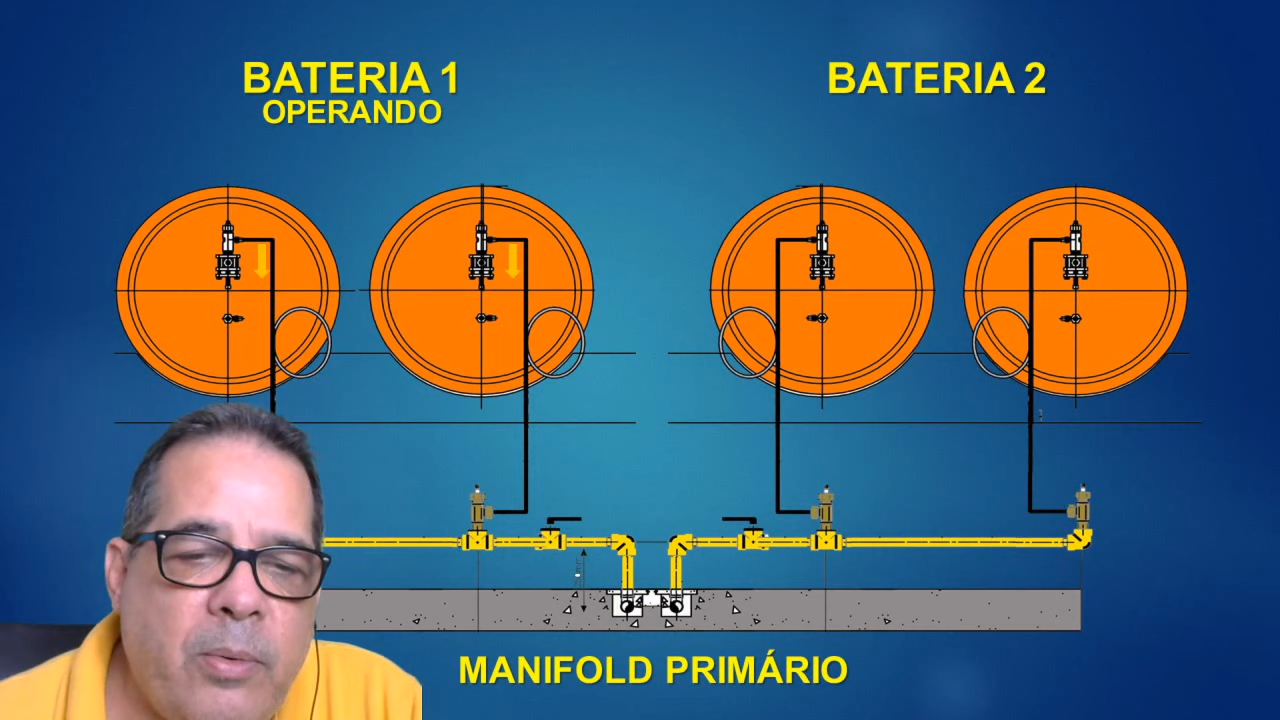 BATERIA 1
OPERANDO
BATERIA 2
MANIFOLD PRIMÁRIO